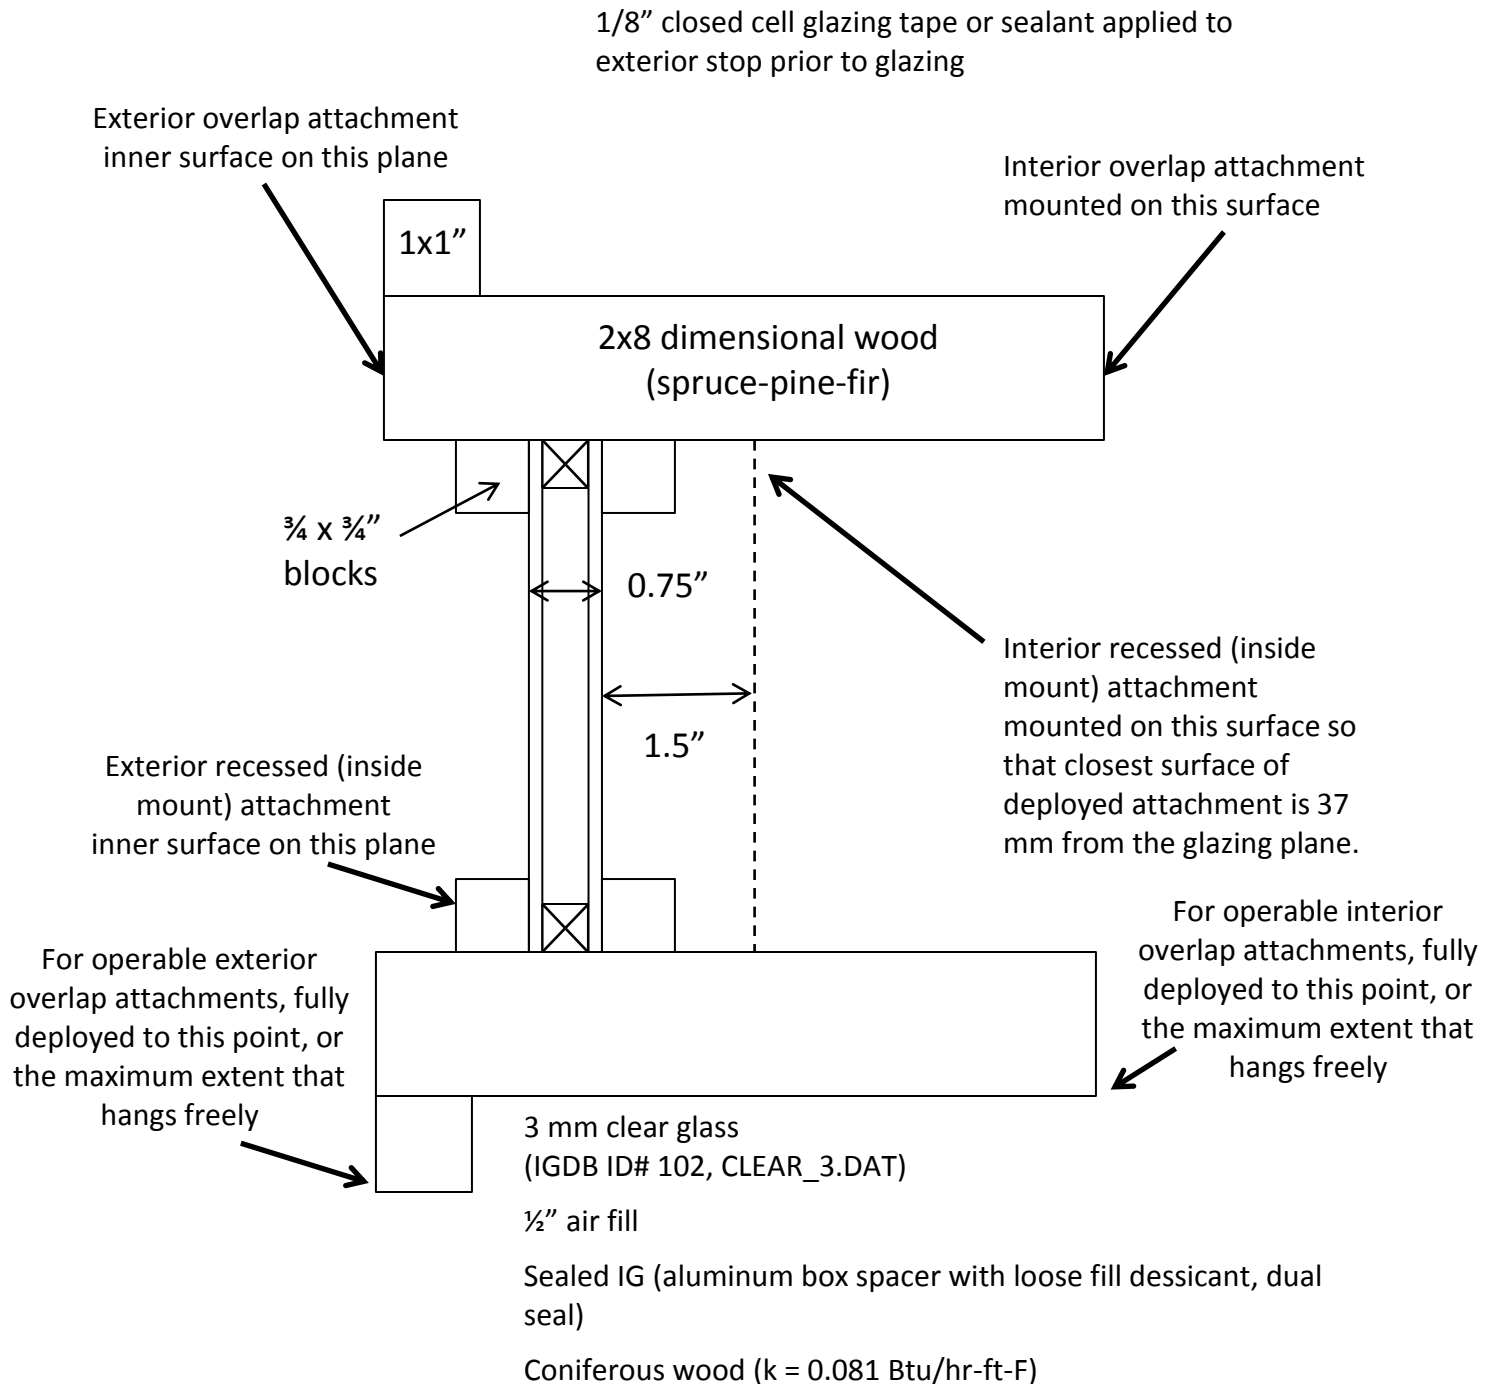 1/8” closed cell glazing tape or sealant applied to
exterior stop prior to glazing
Exterior overlap attachment
inner surface on this plane
Interior overlap attachment
mounted on this surface
1x1”
2x8 dimensional wood
(spruce-pine-fir)
¾ x ¾”
blocks
0.75”
1.5”
Interior recessed (inside
mount) attachment
mounted on this surface so
that closest surface of
deployed attachment is 37
mm from the glazing plane.
Exterior recessed (inside
mount) attachment
inner surface on this plane
For operable exterior
overlap attachments, fully
deployed to this point, or
the maximum extent that
hangs freely
For operable interior
overlap attachments, fully
deployed to this point, or
the maximum extent that
hangs freely
3 mm clear glass
(IGDB ID# 102, CLEAR_3.DAT)
½” air fill
Sealed IG (aluminum box spacer with loose fill dessicant, dual
seal)
Coniferous wood (k = 0.081 Btu/hr-ft-F)